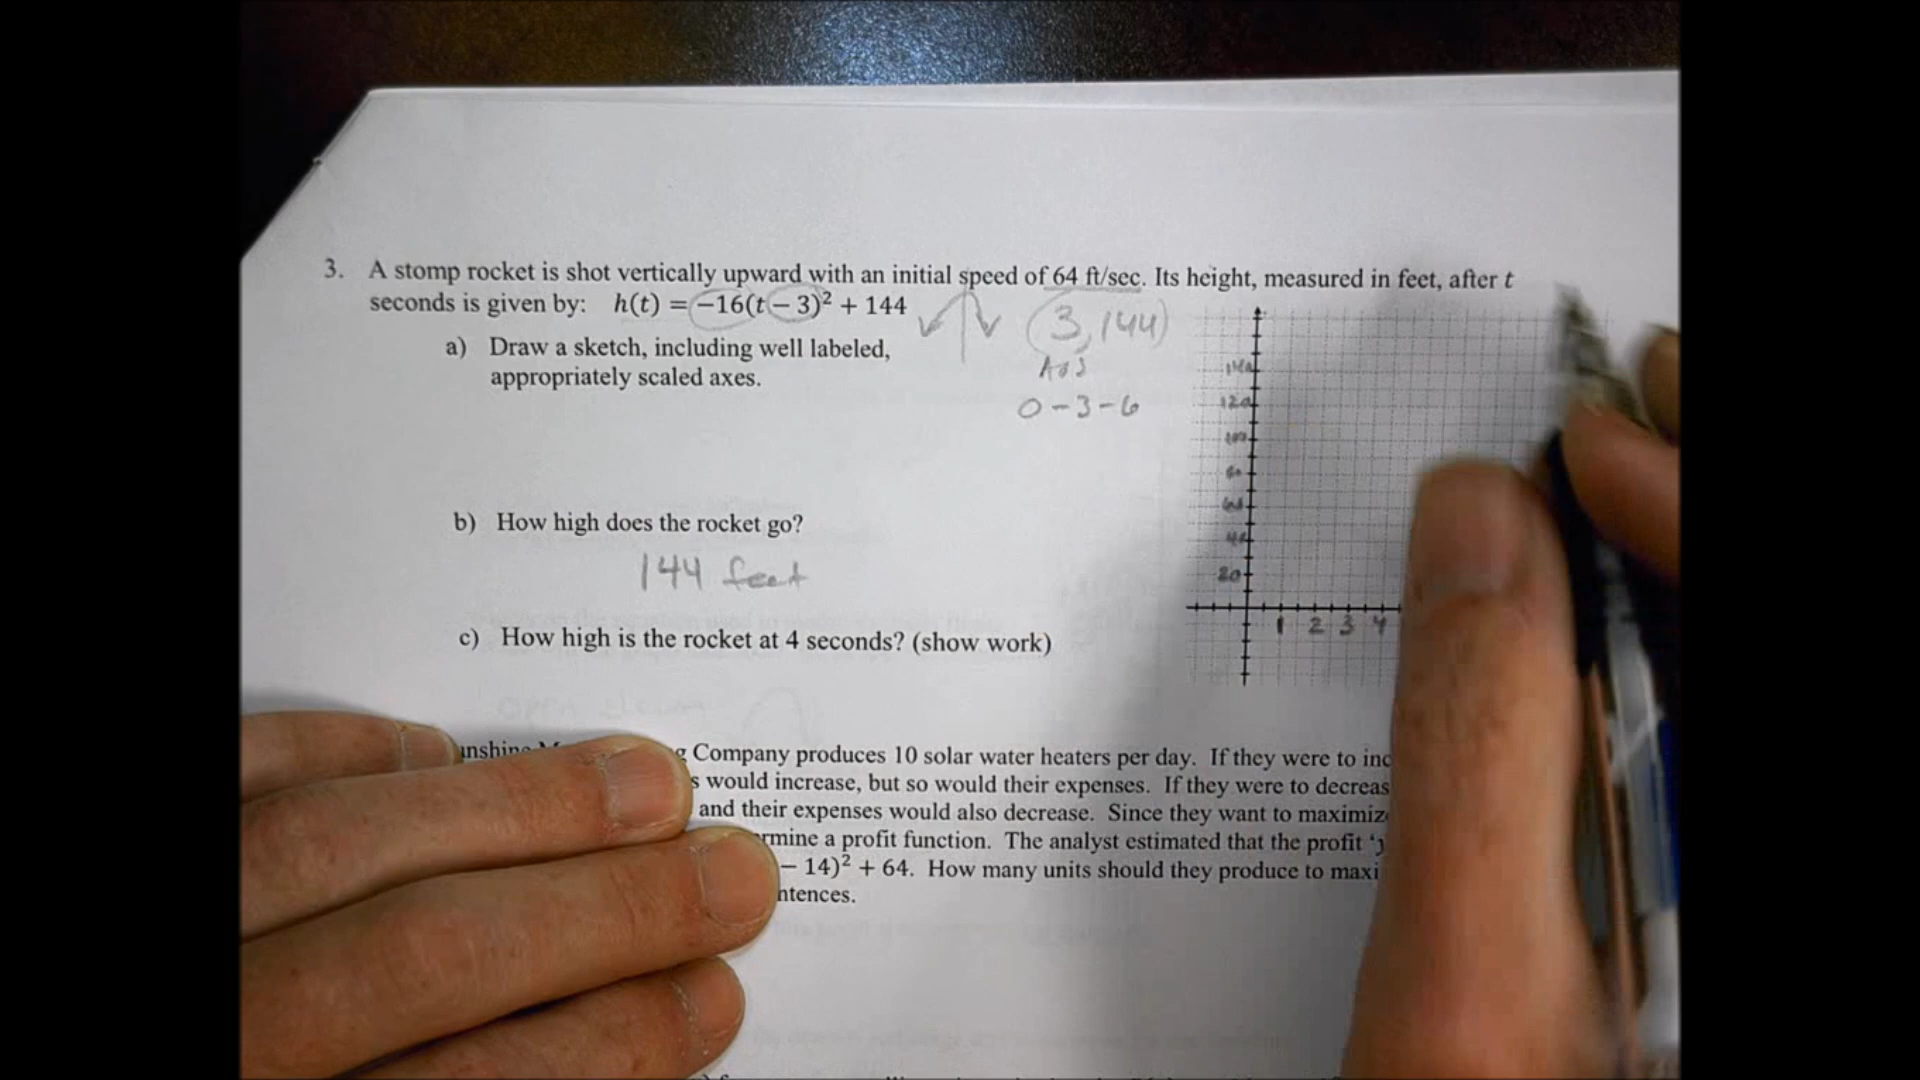 3. A stomp rocket is shot vertically upward with an initial speed of 64 ft/sec. Its height, measured in feet, after t
seconds is given by: h(t) = −16(t − 3)² + 144
(3, 144)
a) Draw a sketch, including well labeled,
appropriately scaled axes.
AOS
0 - 3 - 6
140
120
100
80
60
40
20
1 2 3 4
b) How high does the rocket go?
144 feet
c) How high is the rocket at 4 seconds? (show work)
Company produces 10 solar water heaters per day. If they were to
would increase, but so would their expenses. If they were to
and their expenses would also decrease. Since they want to
a profit function. The analyst estimated that the profit
− 14)² + 64. How many units should they produce to